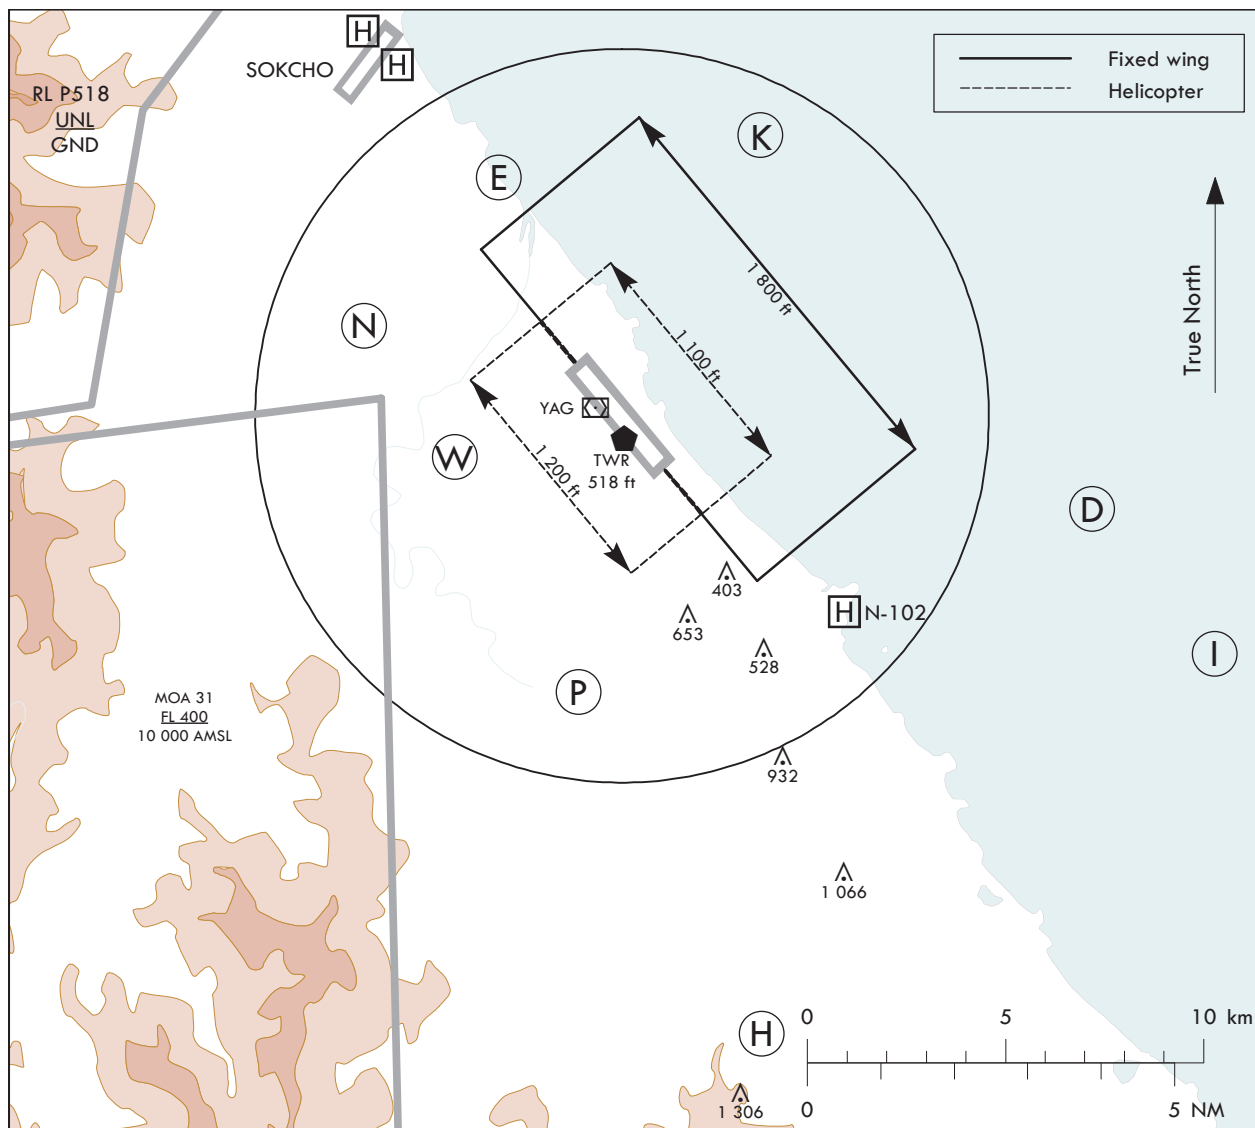 H
H
SOKCHO
Fixed wing
Helicopter
RL P518
UNL
GND
K
E
True North
1 800 ft
N
1 100 ft
YAG
W
TWR
518 ft
1 200 ft
D
403
H N-102
653
528
I
P
MOA 31
FL 400
10 000 AMSL
932
1 066
H
0 5 10 km
0 5 NM
1 306